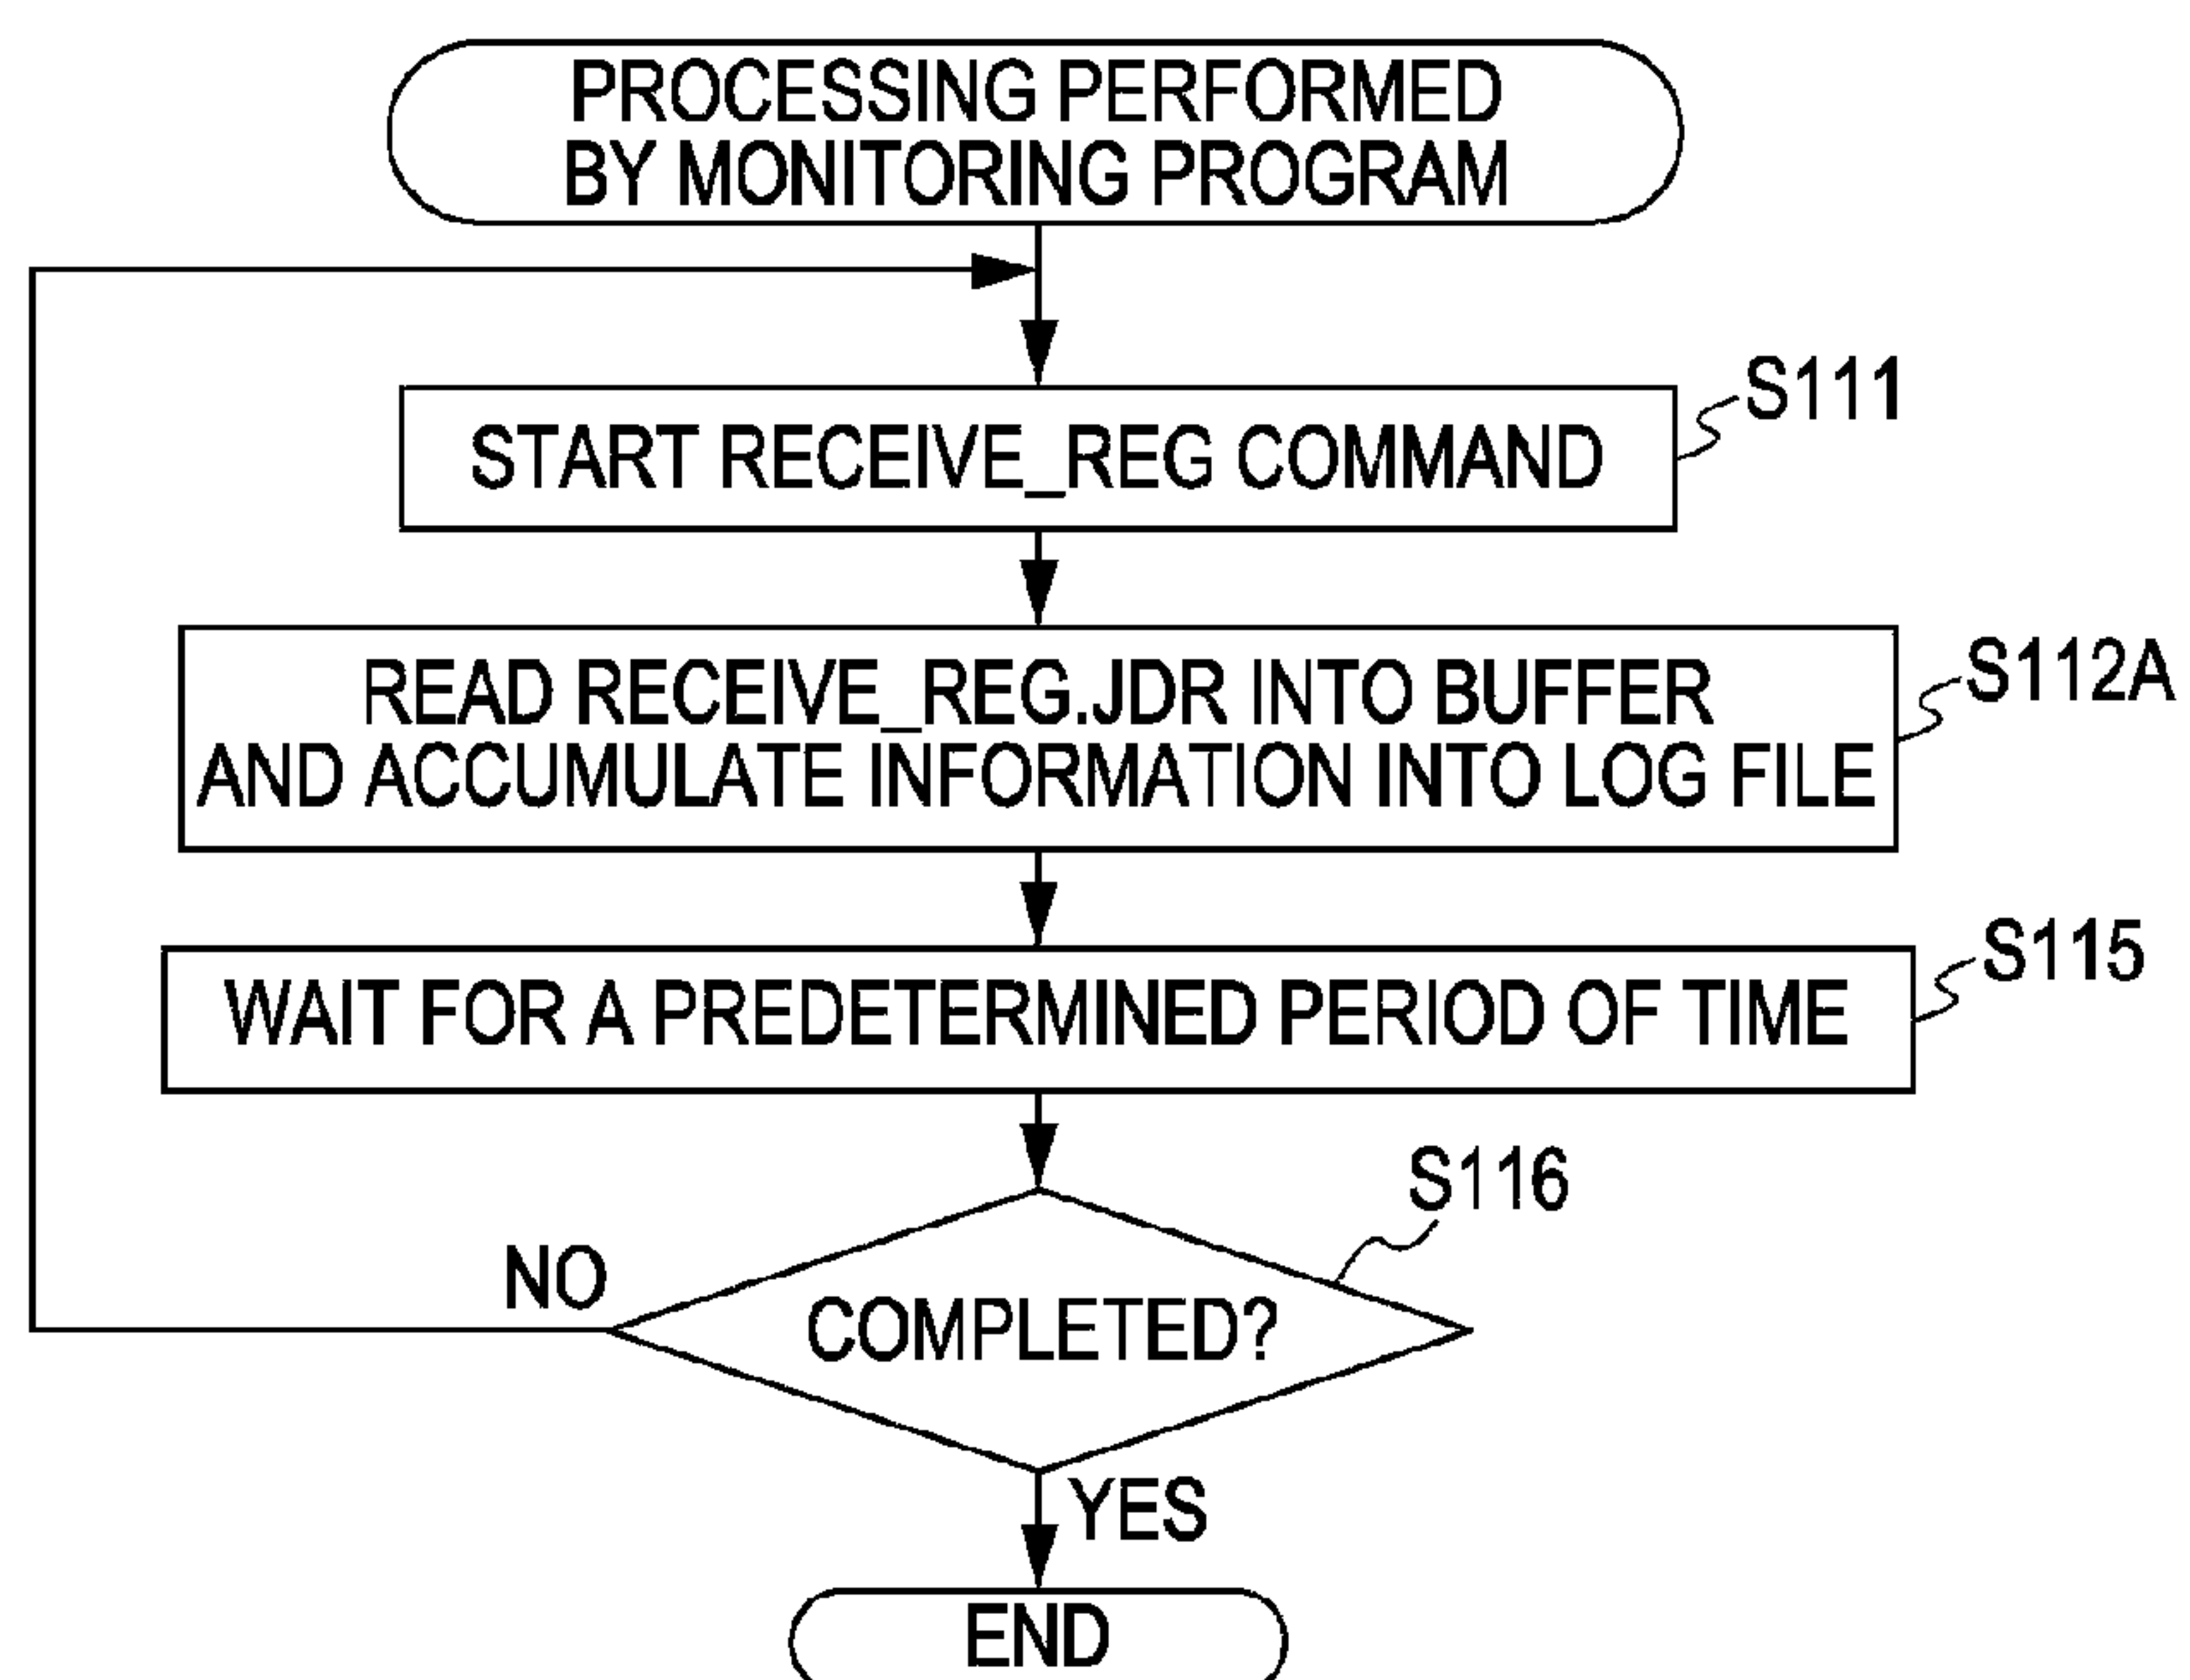 PROCESSING PERFORMED
BY MONITORING PROGRAM
START RECEIVE_REG COMMAND
S111
READ RECEIVE_REG.JDR INTO BUFFER
AND ACCUMULATE INFORMATION INTO LOG FILE
S112A
WAIT FOR A PREDETERMINED PERIOD OF TIME
S115
S116
NO
COMPLETED?
YES
END